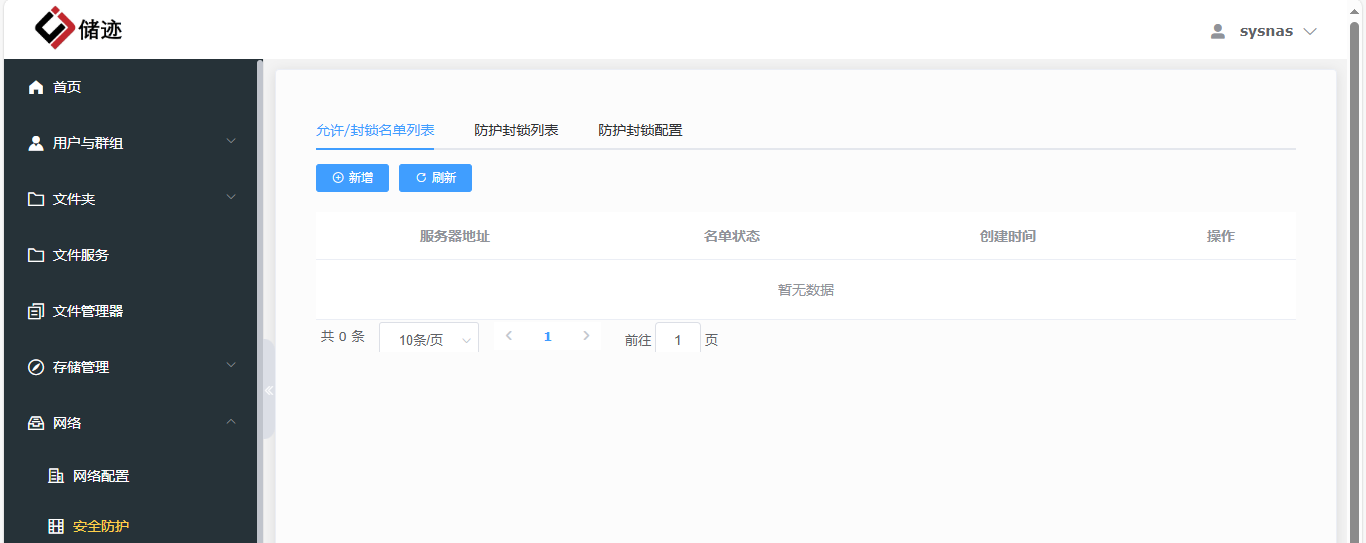 储迹
sysnas
首页
用户与群组
文件夹
文件服务
文件管理器
存储管理
网络
网络配置
安全防护
允许/封锁名单列表 防护封锁列表 防护封锁配置
新增 刷新
服务器地址 名单状态 创建时间 操作
暂无数据
共 0 条 10条/页 1 前往 1 页